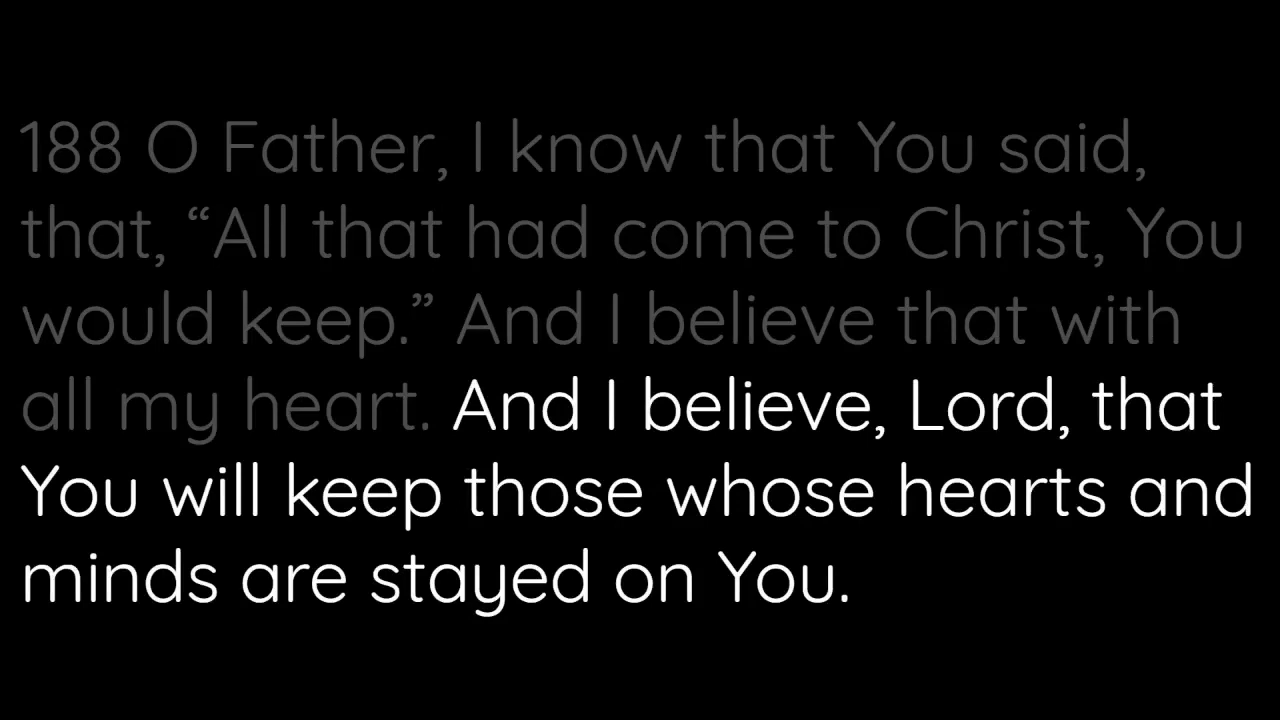 188 O Father, I know that You said,
that, “All that had come to Christ, You
would keep.” And I believe that with
all my heart. And I believe, Lord, that
You will keep those whose hearts and
minds are stayed on You.